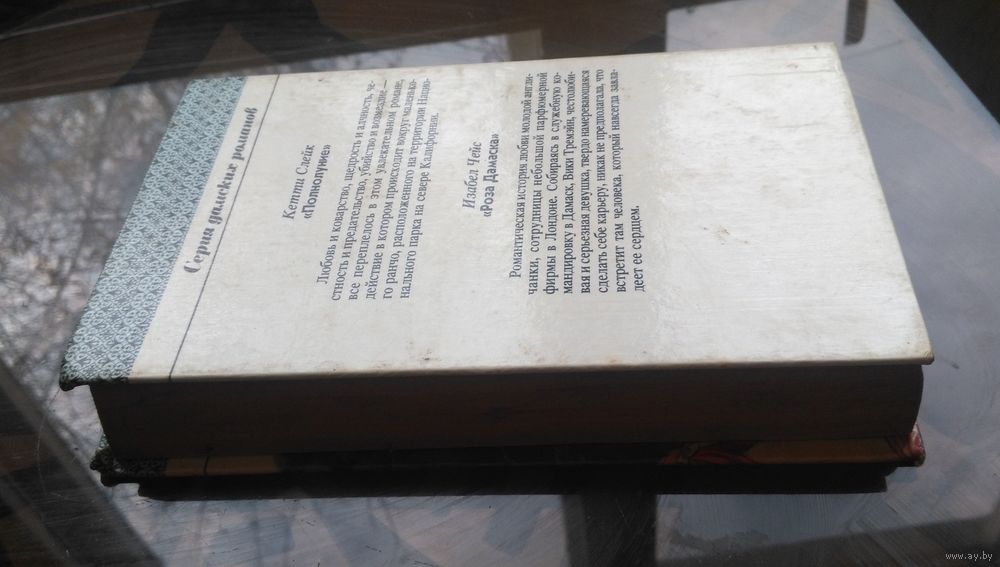 Серия дамских романов
Кетти Слейк
«Полнолуние»
Любовь и коварство, щедрость и алчность, че-
стность и предательство, убийство и возмездие —
все переплелось в этом увлекательном романе,
действие в котором происходит вокруг маленько-
го ранчо, расположенного на территории Нацио-
нального парка на севере Калифорнии.
Изабел Чейс
«Роза Дамаска»
Романтическая история любви молодой англи-
чанки, сотрудницы небольшой парфюмерной
фирмы в Лондоне. Собираясь в служебную ко-
мандировку в Дамаск, Вики Тремэйн, честолюби-
вая и серьезная девушка, твердо намеревающаяся
сделать себе карьеру, никак не предполагала, что
встретит там человека, который навсегда завла-
деет ее сердцем.
www.ay.by